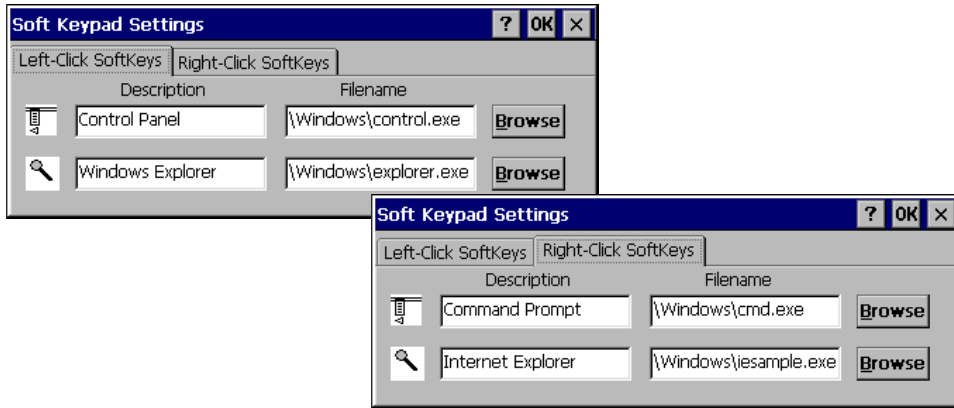 Soft Keypad Settings ? OK ×
Left-Click SoftKeys Right-Click SoftKeys
Description Filename
Control Panel \Windows\control.exe Browse
Windows Explorer \Windows\explorer.exe Browse
Soft Keypad Settings ? OK ×
Left-Click SoftKeys Right-Click SoftKeys
Description Filename
Command Prompt \Windows\cmd.exe Browse
Internet Explorer \Windows\iesample.exe Browse